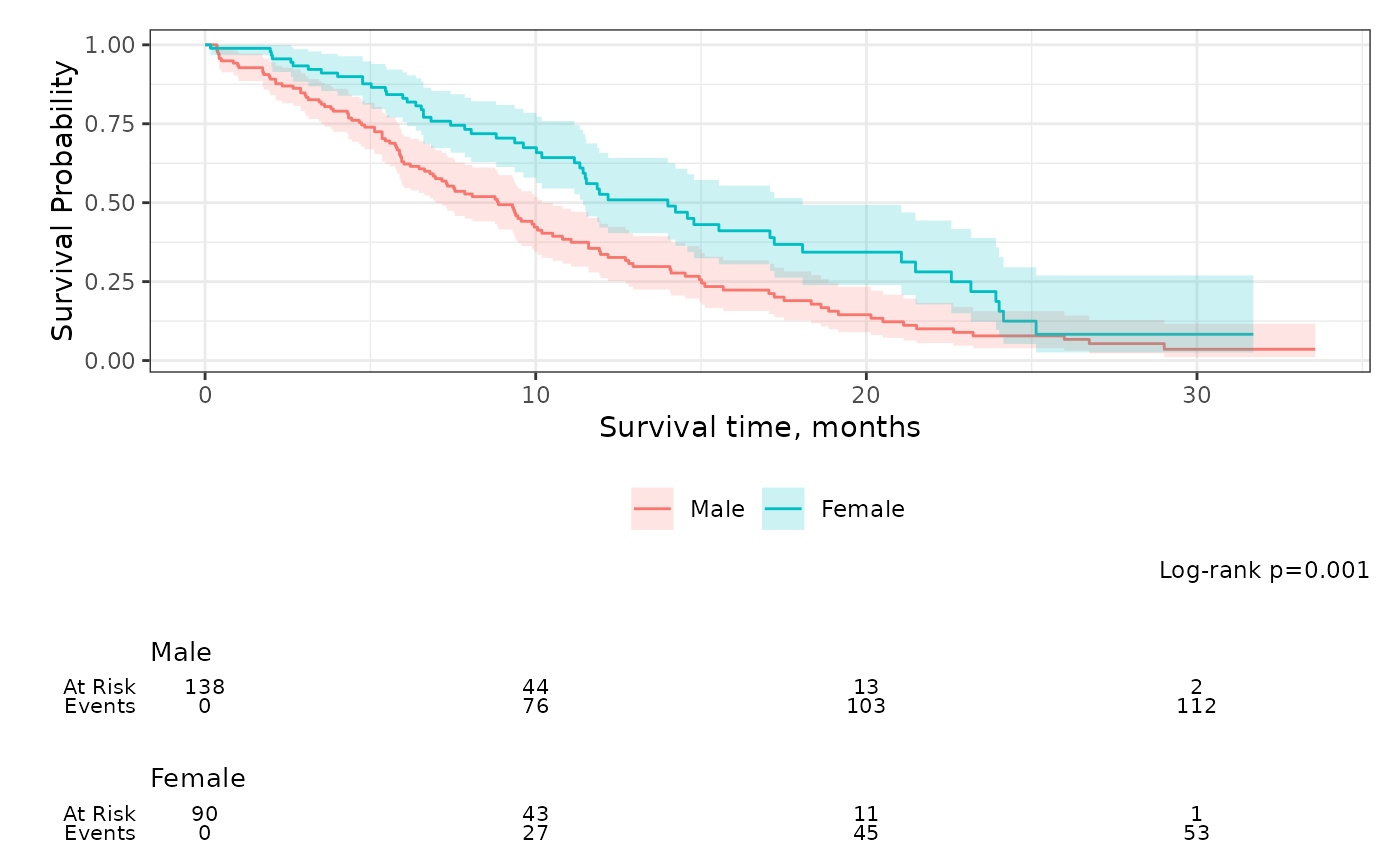 Survival Probability
1.00
0.75
0.50
0.25
0.00
0 10 20 30
Survival time, months
Male Female
Log-rank p=0.001
Male
At Risk 138 44 13 2
Events 0 76 103 112
Female
At Risk 90 43 11 1
Events 0 27 45 53